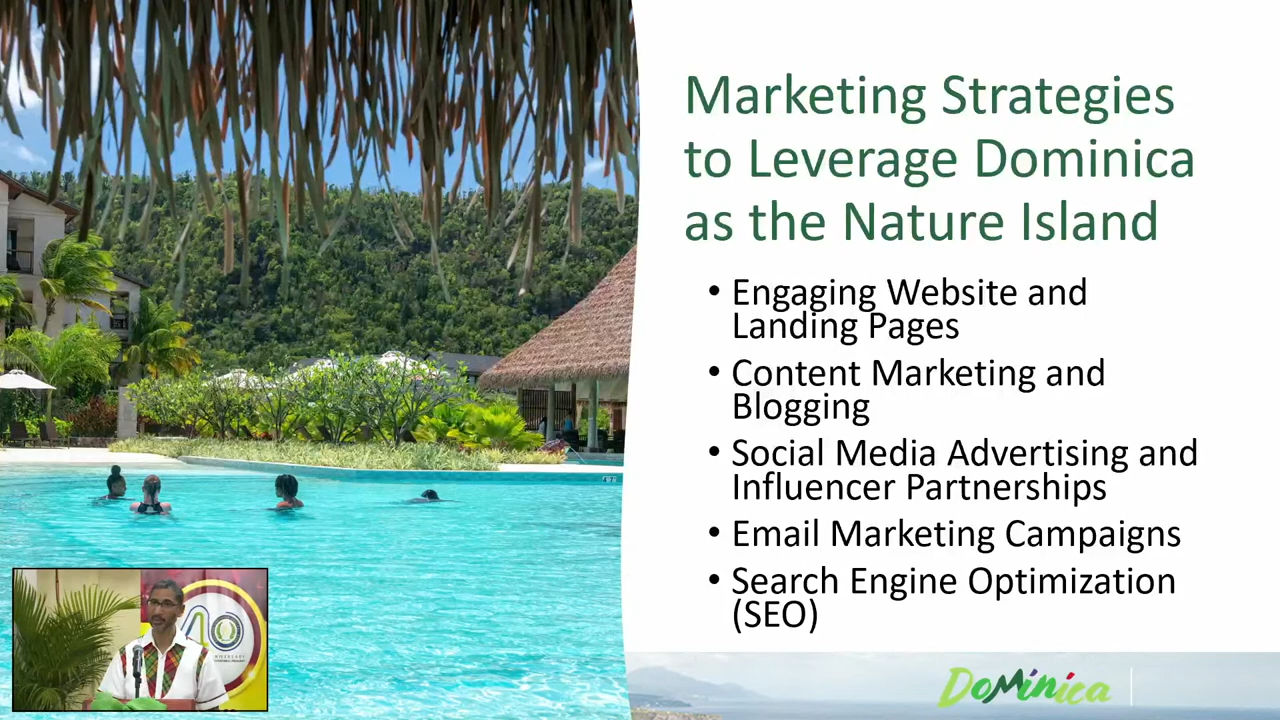 Marketing Strategies
to Leverage Dominica
as the Nature Island
• Engaging Website and
Landing Pages
• Content Marketing and
Blogging
• Social Media Advertising and
Influencer Partnerships
• Email Marketing Campaigns
• Search Engine Optimization
(SEO)
Dominica
40